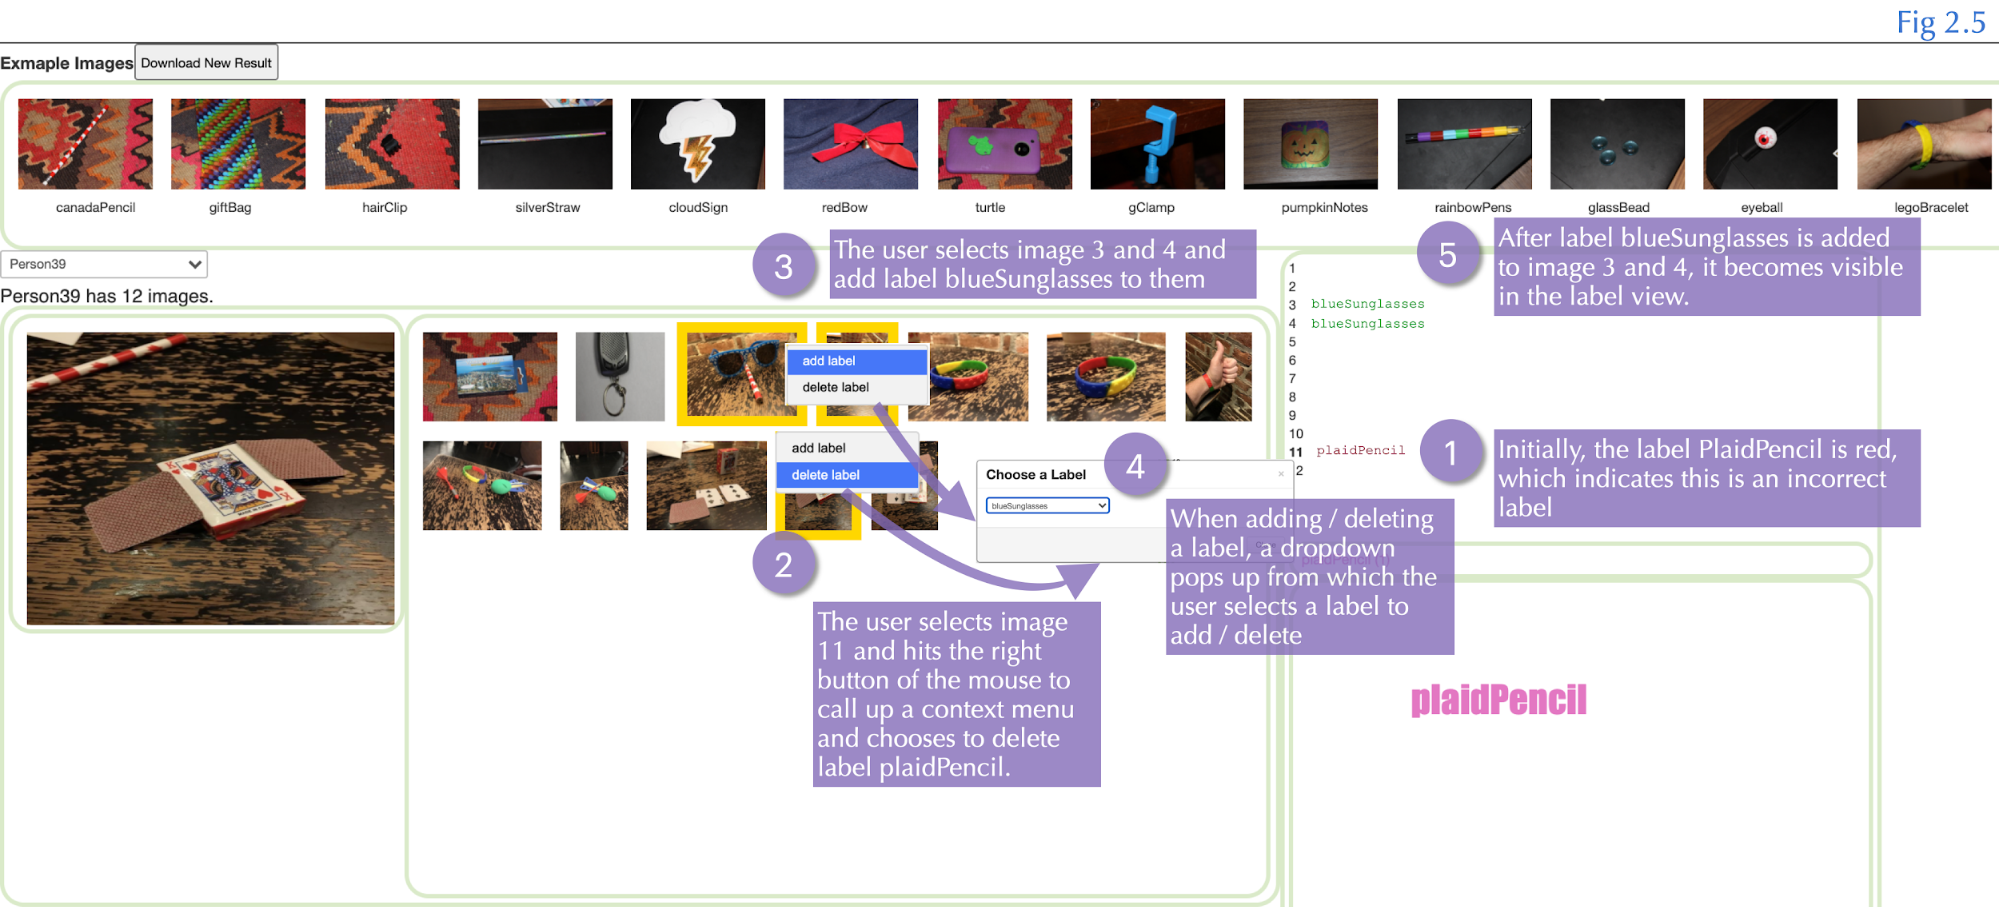 Fig 2.5
Exmaple Images
Download New Result
canadaPencil
giftBag
hairClip
silverStraw
cloudSign
redBow
turtle
gClamp
pumpkinNotes
rainbowPens
glassBead
eyeball
legoBracelet
Person39
Person39 has 12 images.
3
The user selects image 3 and 4 and
add label blueSunglasses to them
5
After label blueSunglasses is added
to image 3 and 4, it becomes visible
in the label view.
add label
delete label
add label
delete label
1
2
3 blueSunglasses
4 blueSunglasses
5
6
7
8
9
10
11 plaidPencil
2
1
Initially, the label PlaidPencil is red,
which indicates this is an incorrect
label
Choose a Label
×
blueSunglasses
4
When adding / deleting
a label, a dropdown
pops up from which the
user selects a label to
add / delete
plaidPencil (1)
2
The user selects image
11 and hits the right
button of the mouse to
call up a context menu
and chooses to delete
label plaidPencil.
plaidPencil